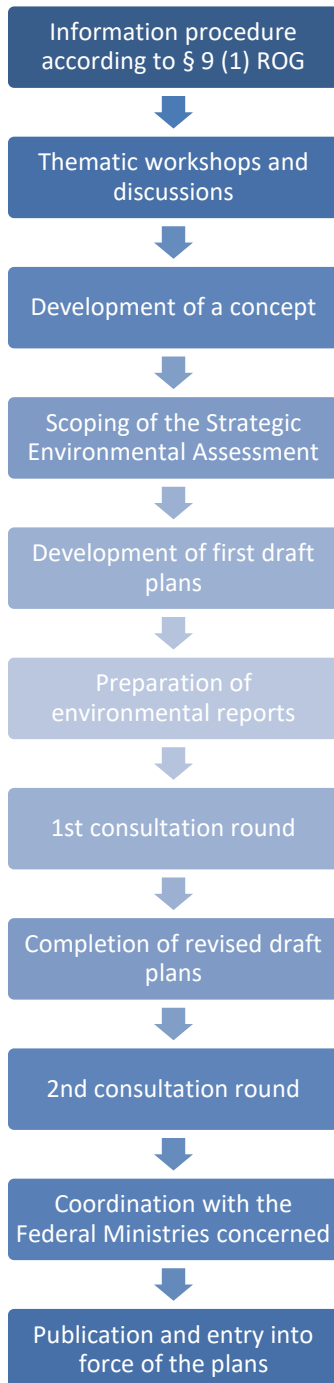 Information procedure
according to § 9 (1) ROG
Thematic workshops and
discussions
Development of a concept
Scoping of the Strategic
Environmental Assessment
Development of first draft
plans
Preparation of
environmental reports
1st consultation round
Completion of revised draft
plans
2nd consultation round
Coordination with the
Federal Ministries concerned
Publication and entry into
force of the plans